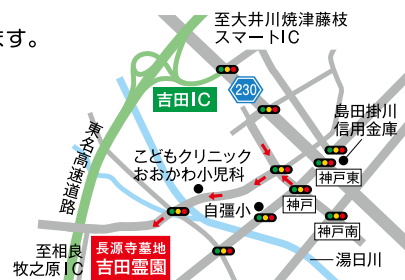 ます。
至大井川焼津藤枝
スマートIC
吉田IC
230
島田掛川
信用金庫
東名高速道路
こどもクリニック
おおかわ小児科
神戸東
自彊小
神戸
神戸南
至相良
牧之原IC
長源寺墓地
吉田霊園
湯日川